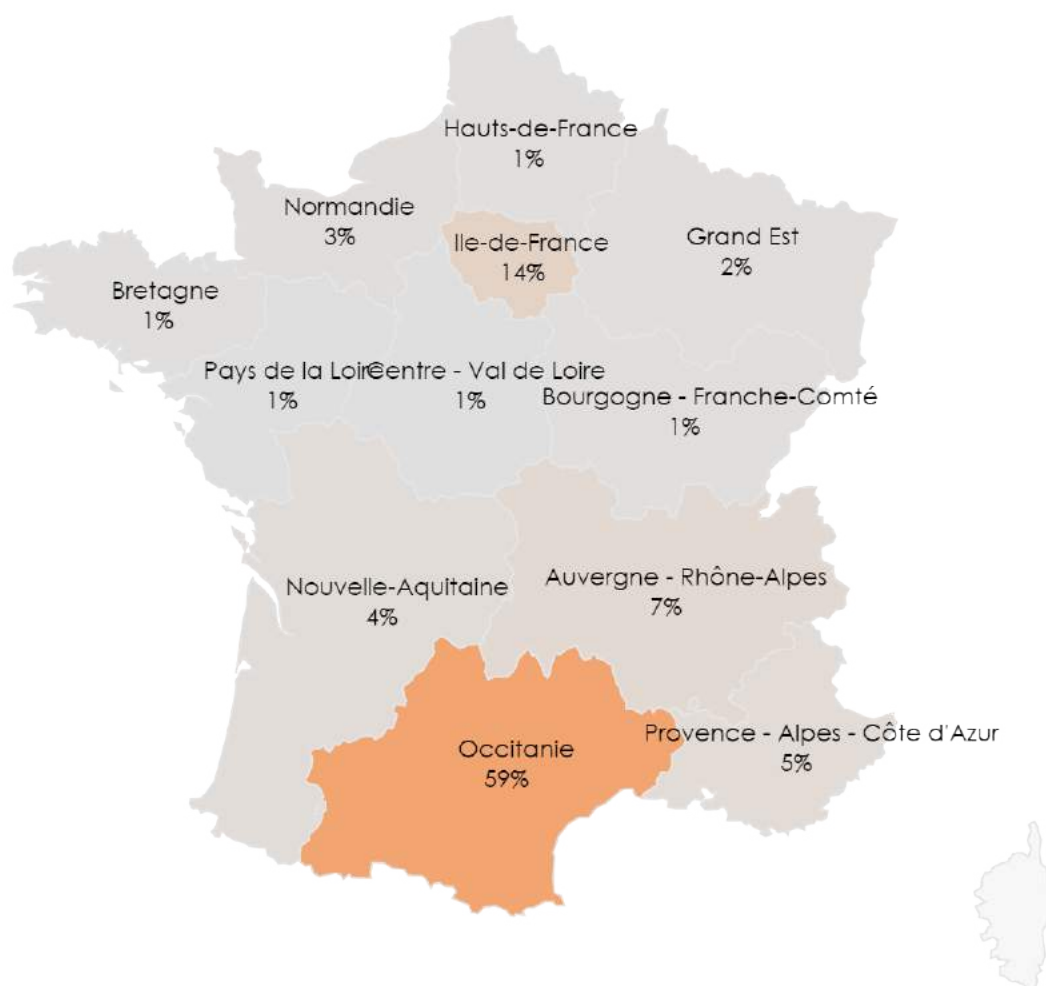 Hauts-de-France
1%
Normandie
3%
Ile-de-France
14%
Grand Est
2%
Bretagne
1%
Pays de la Loire
1%
Centre - Val de Loire
1%
Bourgogne - Franche-Comté
1%
Nouvelle-Aquitaine
4%
Auvergne - Rhône-Alpes
7%
Occitanie
59%
Provence - Alpes - Côte d'Azur
5%